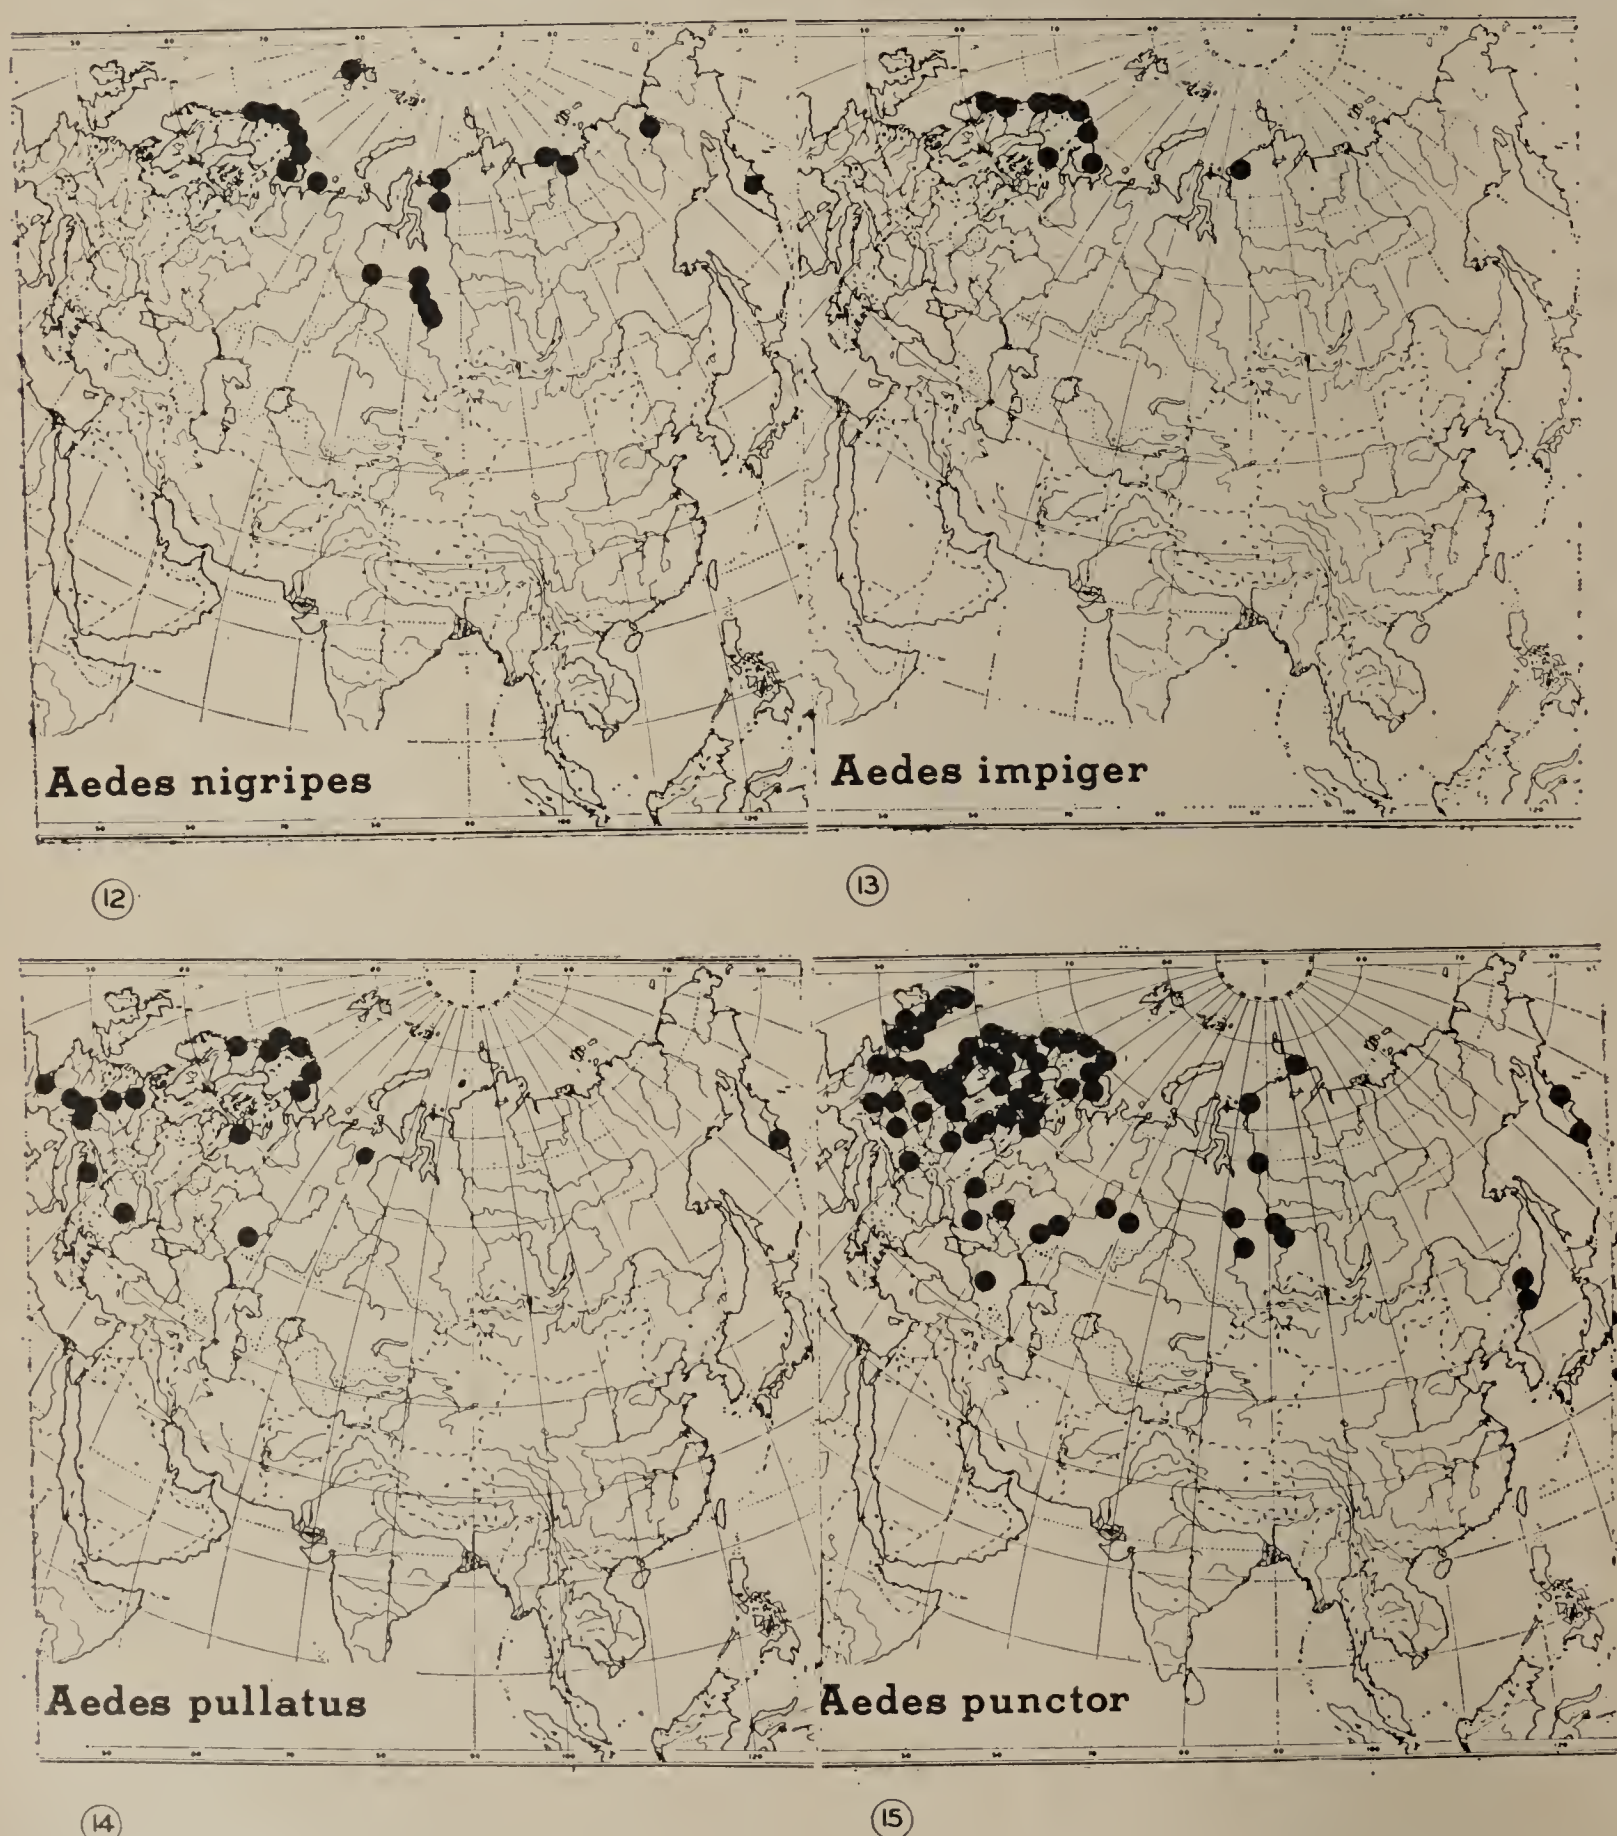 Aedes nigripes
Aedes impiger
12
13
Aedes pullatus
Aedes punctor
14
15